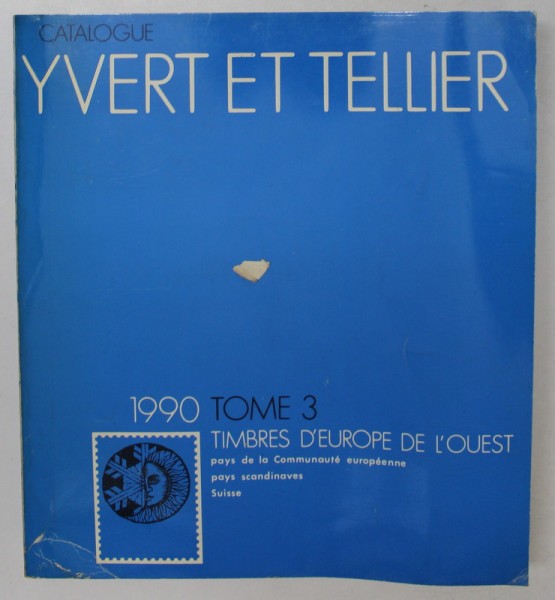 CATALOGUE
YVERT ET TELLIER
1990 TOME 3
TIMBRES D'EUROPE DE L'OUEST
pays de la Communauté européenne
pays scandinaves
Suisse